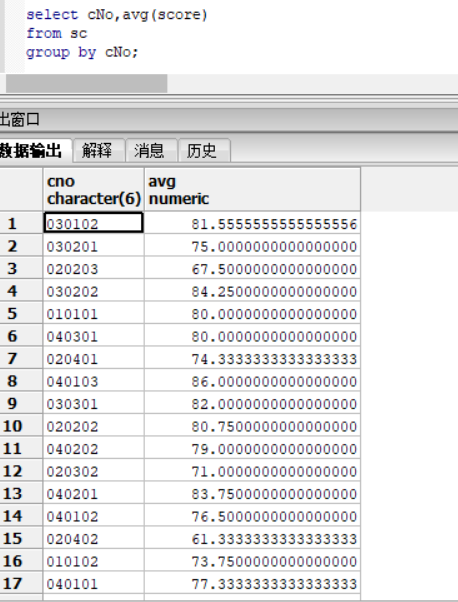 select cNo,avg(score)
from sc
group by cNo;
出窗口
数据输出 解释 消息 历史
cno avg
character(6) numeric
1 030102 81.5555555555555556
2 030201 75.0000000000000000
3 020203 67.5000000000000000
4 030202 84.2500000000000000
5 010101 80.0000000000000000
6 040301 80.0000000000000000
7 020401 74.3333333333333333
8 040103 86.0000000000000000
9 030301 82.0000000000000000
10 020202 80.7500000000000000
11 040202 79.0000000000000000
12 020302 71.0000000000000000
13 040201 83.7500000000000000
14 040102 76.5000000000000000
15 020402 61.3333333333333333
16 010102 73.7500000000000000
17 040101 77.3333333333333333